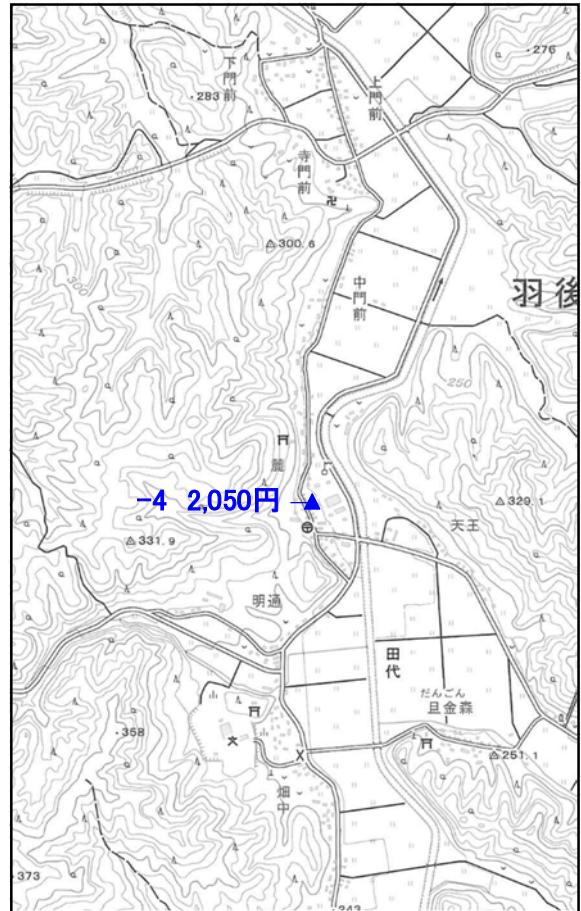 ・276
下門前
上門前
・283
寺門前
300.6
300
中門前
羽後
250
麓
-4 2,050円
329.1
天王
331.9
明通
田代
だんごん
旦金森
・358
251.1
畑中
・373
243